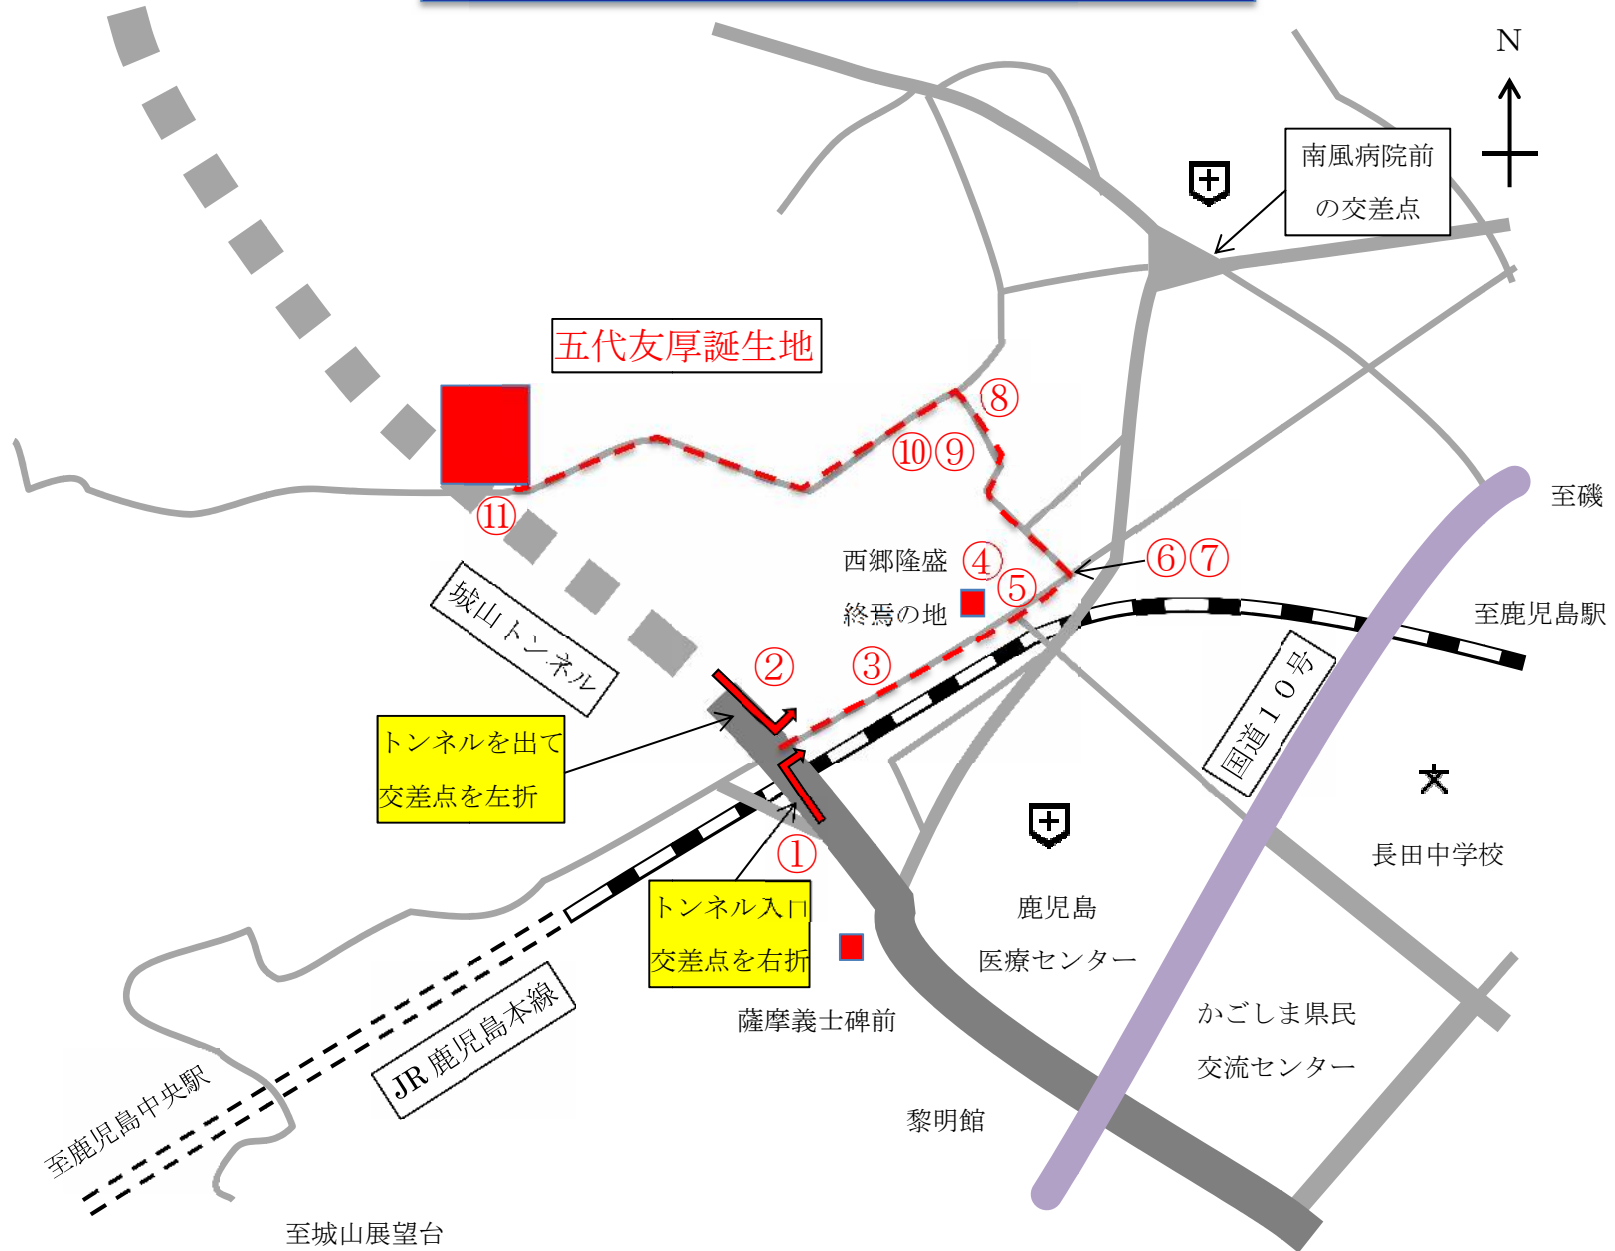 N
南風病院前
の交差点
五代友厚誕生地
⑧
⑩⑨
至磯
⑪
西郷隆盛
④
⑥⑦
⑤
終焉の地
至鹿児島駅
城山トンネル
②
③
国道１０号
トンネルを出て
交差点を左折
①
長田中学校
トンネル入口
交差点を右折
鹿児島
医療センター
薩摩義士碑前
かごしま県民
交流センター
JR 鹿児島本線
至鹿児島中央駅
黎明館
至城山展望台